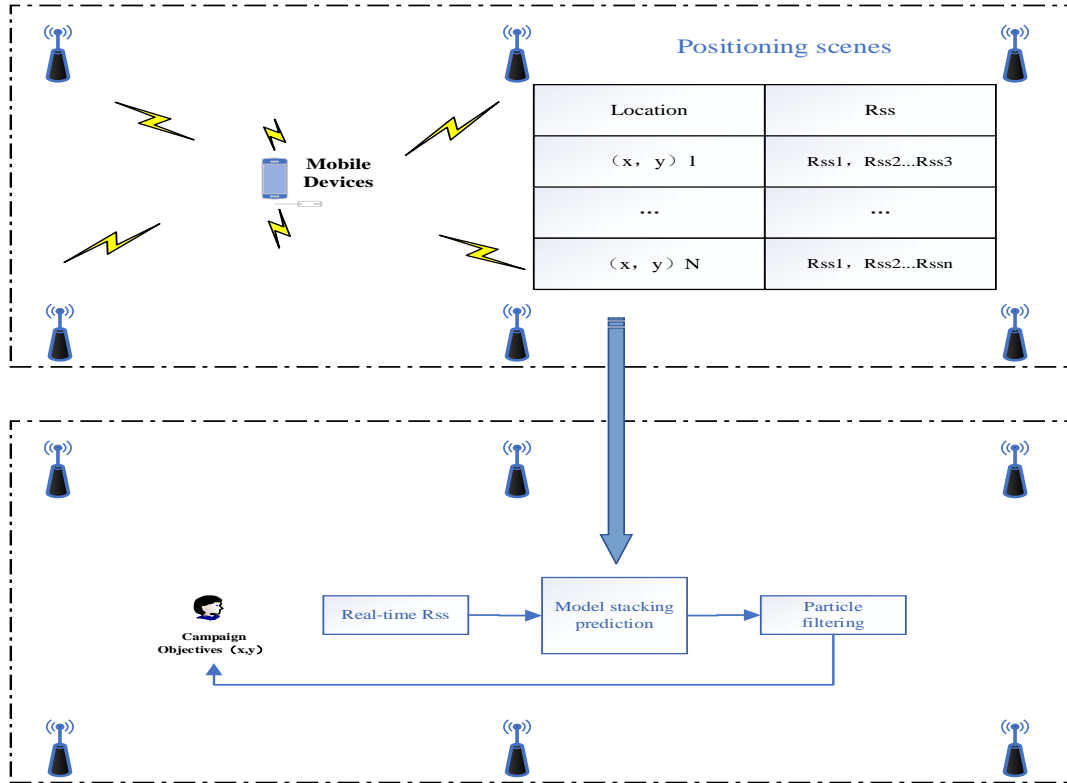 Positioning scenes
Location Rss
（x，y）1 Rss1，Rss2...Rss3
... ...
（x，y）N Rss1，Rss2...Rssn
Mobile
Devices
Real-time Rss
Model stacking
prediction
Particle
filtering
Campaign
Objectives（x,y）